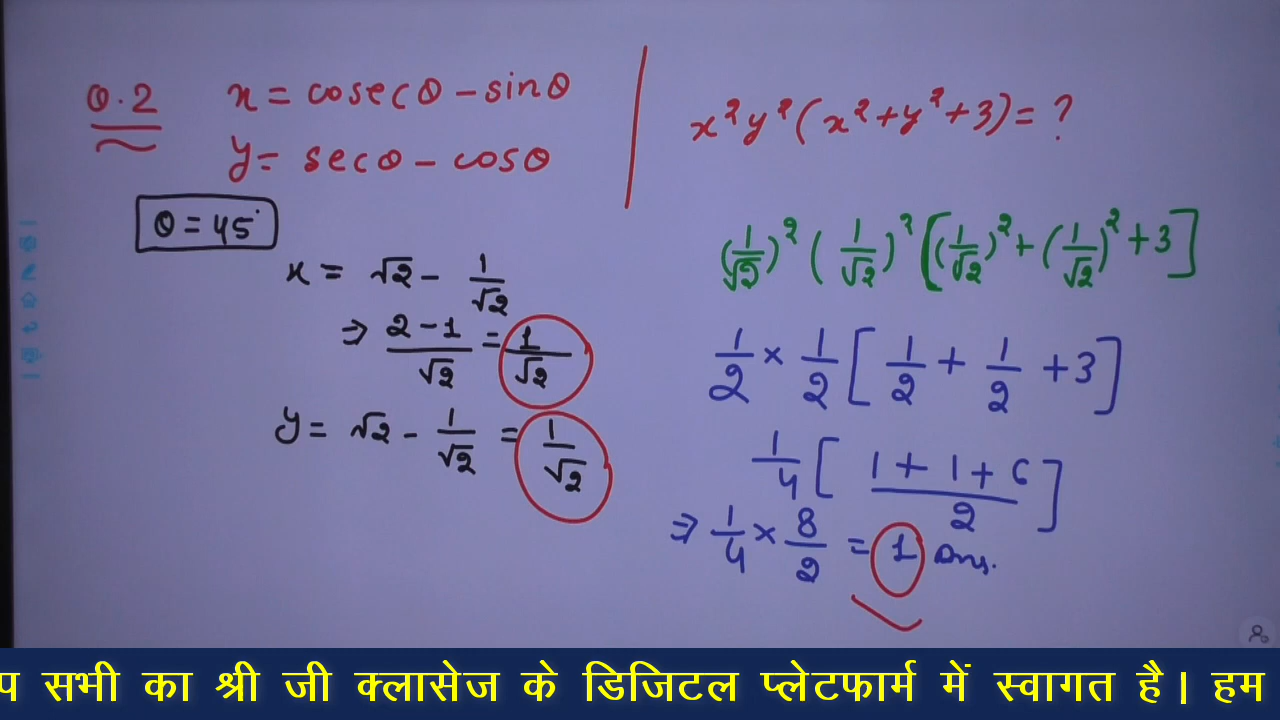 Q.2 x = cosecθ – sinθ
y = secθ – cosθ
x²y²(x²+y²+3) = ?
θ = 45°
x = √2 – 1/√2
⇒ (2-1)/√2 = 1/√2
y = √2 – 1/√2 = 1/√2
(1/√2)² (1/√2)² [(1/√2)² + (1/√2)² + 3]
1/2 × 1/2 [1/2 + 1/2 + 3]
1/4 [(1+1+6)/2]
⇒ 1/4 × 8/2 = 1 Ans.
सभी का श्री जी क्लासेज के डिजिटल प्लेटफार्म में स्वागत है| हम